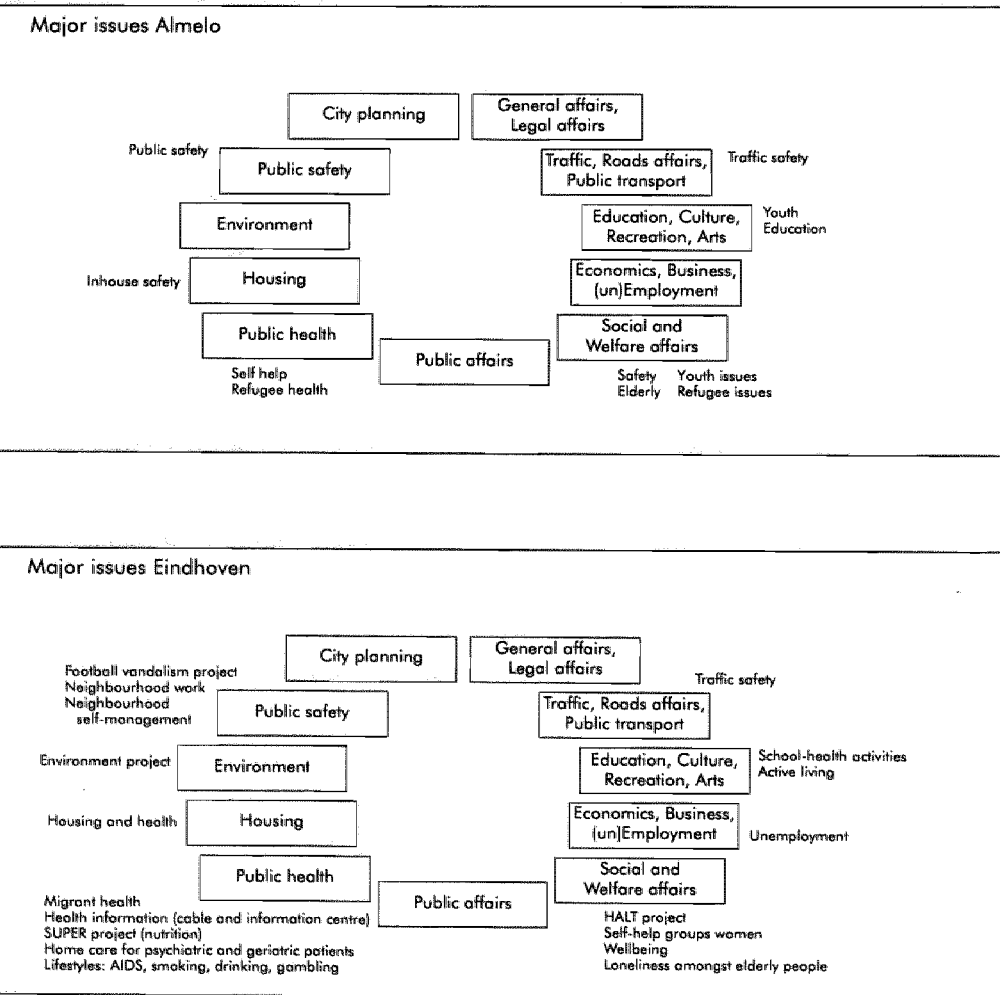 Major issues Almelo
City planning
General affairs,
Legal affairs
Public safety
Public safety
Traffic, Roads affairs,
Public transport
Traffic safety
Environment
Education, Culture,
Recreation, Arts
Youth
Education
Inhouse safety
Housing
Economics, Business,
(un)Employment
Public health
Self help
Refugee health
Public affairs
Social and
Welfare affairs
Safety Youth issues
Elderly Refugee issues
Major issues Eindhoven
City planning
General affairs,
Legal affairs
Football vandalism project
Neighbourhood work
Neighbourhood
self-management
Public safety
Traffic, Roads affairs,
Public transport
Traffic safety
Environment project
Environment
Education, Culture,
Recreation, Arts
School-health activities
Active living
Housing and health
Housing
Economics, Business,
(un)Employment
Unemployment
Public health
Migrant health
Health information (cable and information centre)
SUPER project (nutrition)
Home care for psychiatric and geriatric patients
Lifestyles: AIDS, smoking, drinking, gambling
Public affairs
Social and
Welfare affairs
HALT project
Self-help groups women
Wellbeing
Loneliness amongst elderly people